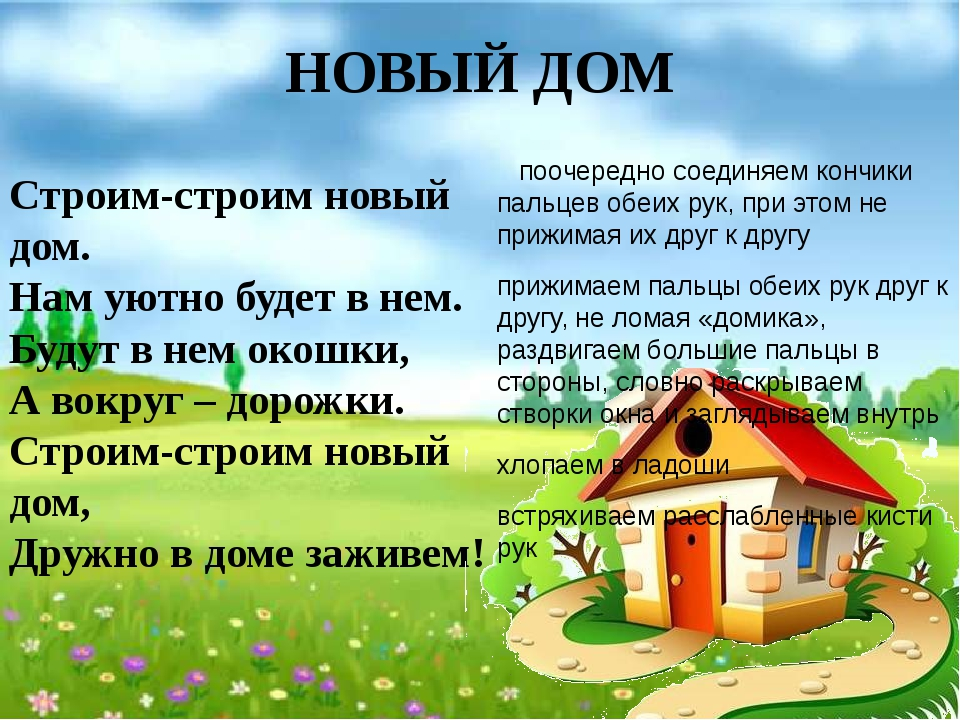 НОВЫЙ ДОМ
Строим-строим новый
дом.
Нам уютно будет в нем.
Будут в нем окошки,
А вокруг – дорожки.
Строим-строим новый
дом,
Дружно в доме заживем!
поочередно соединяем кончики
пальцев обеих рук, при этом не
прижимая их друг к другу
прижимаем пальцы обеих рук друг к
другу, не ломая «домика»,
раздвигаем большие пальцы в
стороны, словно раскрываем
створки окна и заглядываем внутрь
хлопаем в ладоши
встряхиваем расслабленные кисти
рук